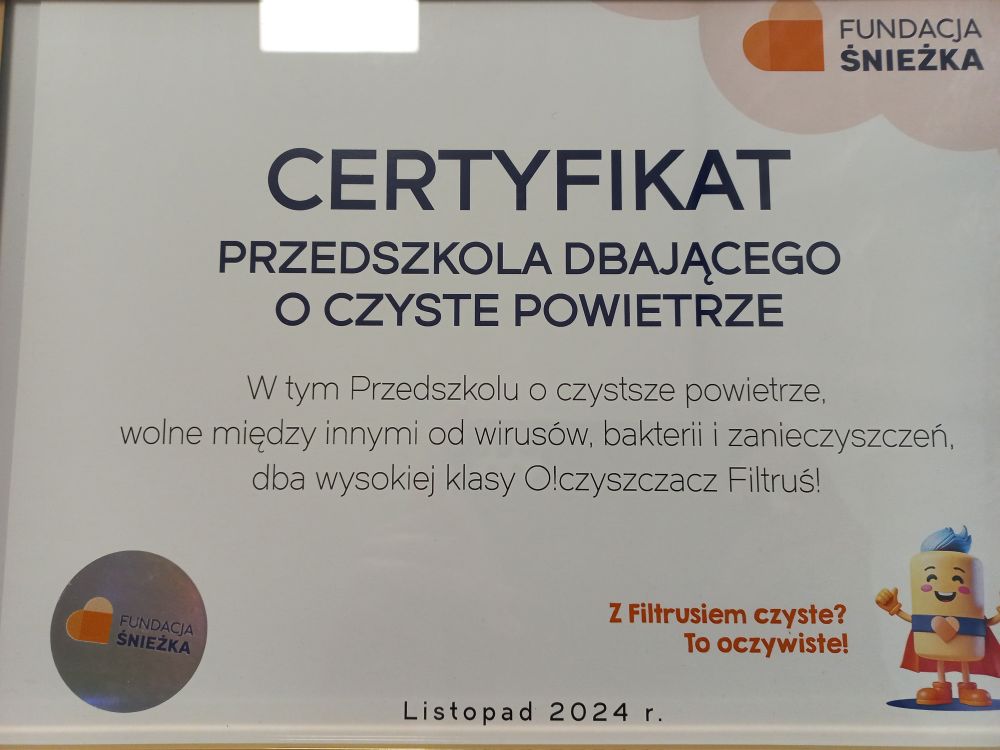 FUNDACJA
ŚNIEŻKA
CERTYFIKAT
PRZEDSZKOLA DBAJĄCEGO
O CZYSTE POWIETRZE
W tym Przedszkolu o czystsze powietrze,
wolne między innymi od wirusów, bakterii i zanieczyszczeń,
dba wysokiej klasy O!czyszczacz Filtruś!
Z Filtrusiem czyste?
To oczywiste!
FUNDACJA
ŚNIEŻKA
Listopad 2024 r.